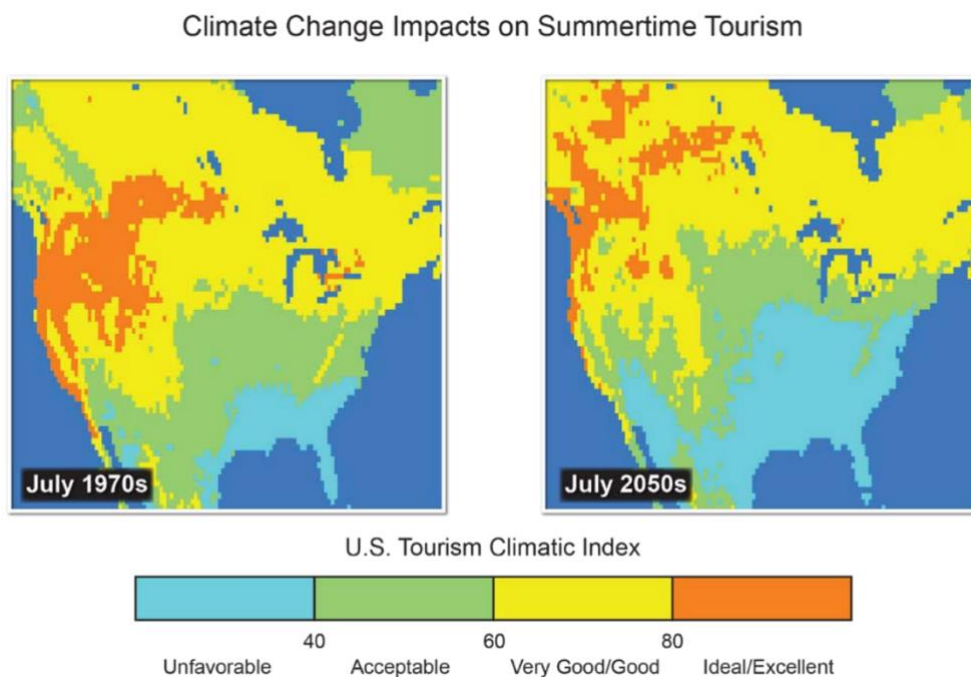 Climate Change Impacts on Summertime Tourism
July 1970s
July 2050s
U.S. Tourism Climatic Index
40
60
80
Unfavorable
Acceptable
Very Good/Good
Ideal/Excellent